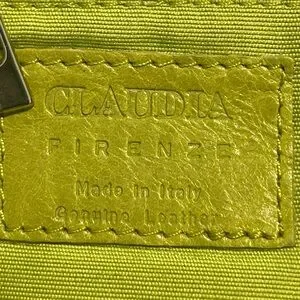 CLAUDIA
FIRENZE
Made in Italy
Genuine Leather